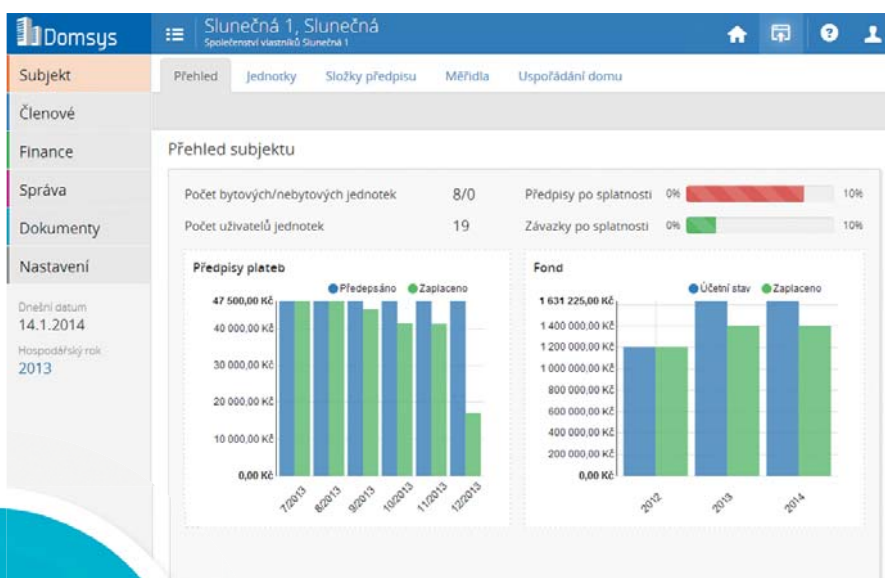 Domsys
Slunečná 1, Slunečná
Společenství vlastníků Slunečná 1
Subjekt
Členové
Finance
Správa
Dokumenty
Nastavení
Dnešní datum
14.1.2014
Hospodářský rok
2013
Přehled Jednotky Složky předpisu Měřidla Uspořádání domu
Přehled subjektu
Počet bytových/nebytových jednotek 8/0
Počet uživatelů jednotek 19
Předpisy po splatnosti 0% 10%
Závazky po splatnosti 0% 10%
Předpisy plateb
Předepsáno Zaplaceno
47 500,00 Kč
40 000,00 Kč
30 000,00 Kč
20 000,00 Kč
10 000,00 Kč
0,00 Kč
7/2013 8/2013 9/2013 10/2013 11/2013 12/2013
Fond
Účetní stav Zaplaceno
1 631 225,00 Kč
1 400 000,00 Kč
1 200 000,00 Kč
1 000 000,00 Kč
800 000,00 Kč
600 000,00 Kč
400 000,00 Kč
200 000,00 Kč
0,00 Kč
2012 2013 2014